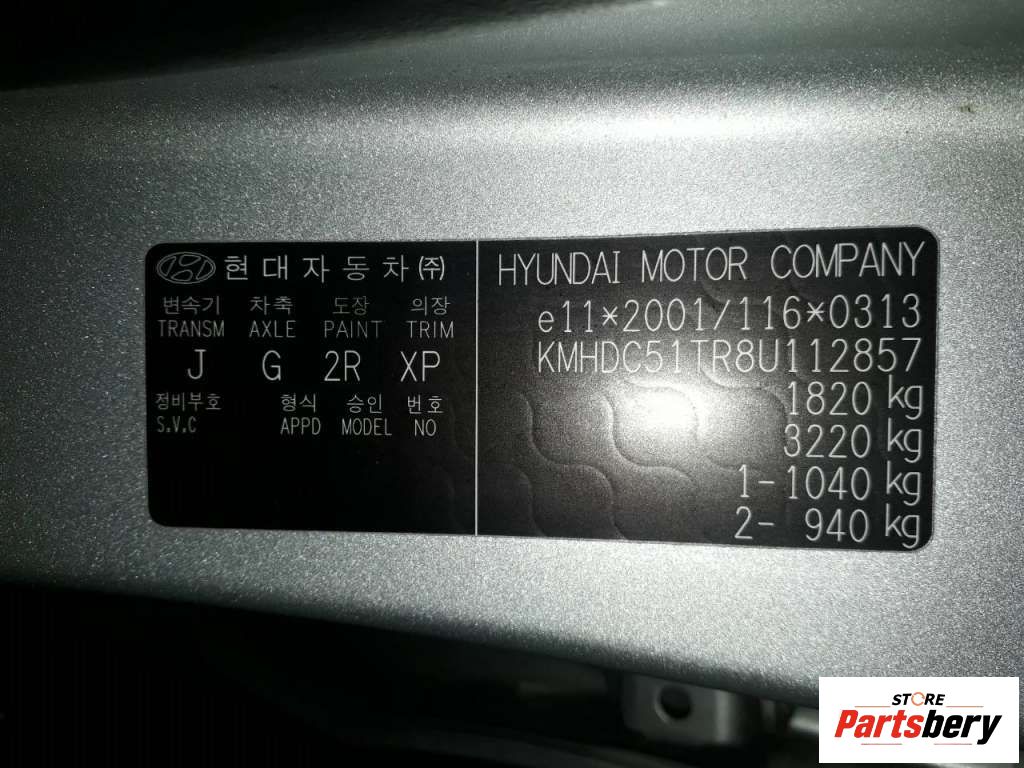 현대자동차(주)
변속기 차축 도장 의장
TRANSM AXLE PAINT TRIM
J G 2R XP
정비부호 형식 승인 번호
S.V.C APPD MODEL NO
HYUNDAI MOTOR COMPANY
e11*2001/116*0313
KMHDC51TR8U112857
1820 kg
3220 kg
1-1040 kg
2- 940 kg
STORE
Partsbery